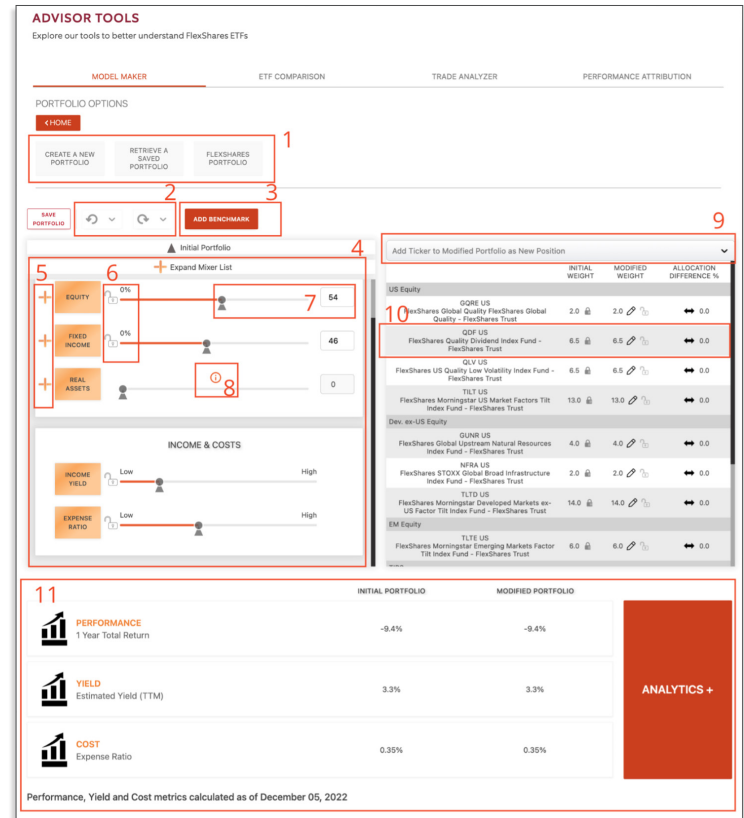 ADVISOR TOOLS
Explore our tools to better understand FlexShares ETFs
MODEL MAKER
ETF COMPARISON
TRADE ANALYZER
PERFORMANCE ATTRIBUTION
PORTFOLIO OPTIONS
<HOME
1
CREATE A NEW
PORTFOLIO
RETRIEVE A
SAVED
PORTFOLIO
FLEXSHARES
PORTFOLIO
2
3
SAVE
PORTFOLIO
ADD BENCHMARK
9
Initial Portfolio
4
Expand Mixer List
5
6
EQUITY
0%
7
54
FIXED
INCOME
0%
46
REAL
ASSETS
8
0
INCOME & COSTS
INCOME
YIELD
Low
High
EXPENSE
RATIO
Low
High
Add Ticker to Modified Portfolio as New Position
INITIAL
WEIGHT
MODIFIED
WEIGHT
ALLOCATION
DIFFERENCE %
US Equity
GQRE US
FlexShares Global Quality FlexShares Global
Quality - FlexShares Trust
2.0
2.0
0.0
10
QDF US
FlexShares Quality Dividend Index Fund -
FlexShares Trust
6.5
6.5
0.0
QLV US
FlexShares US Quality Low Volatility Index Fund -
FlexShares Trust
6.5
6.5
0.0
TILT US
FlexShares Morningstar US Market Factors Tilt
Index Fund - FlexShares Trust
13.0
13.0
0.0
Dev. ex-US Equity
GUNR US
FlexShares Global Upstream Natural Resources
Index Fund - FlexShares Trust
4.0
4.0
0.0
NFRA US
FlexShares STOXX Global Broad Infrastructure
Index Fund - FlexShares Trust
2.0
2.0
0.0
TLTD US
FlexShares Morningstar Developed Markets ex-
US Factor Tilt Index Fund - FlexShares Trust
14.0
14.0
0.0
EM Equity
TLTE US
FlexShares Morningstar Emerging Markets Factor
Tilt Index Fund - FlexShares Trust
6.0
6.0
0.0
11
INITIAL PORTFOLIO
MODIFIED PORTFOLIO
PERFORMANCE
1 Year Total Return
-9.4%
-9.4%
YIELD
Estimated Yield (TTM)
3.3%
3.3%
COST
Expense Ratio
0.35%
0.35%
ANALYTICS +
Performance, Yield and Cost metrics calculated as of December 05, 2022